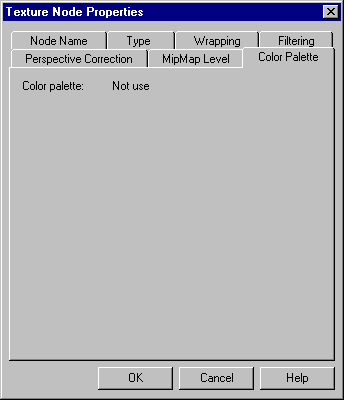 Texture Node Properties
Node Name Type Wrapping Filtering
Perspective Correction MipMap Level Color Palette
Color palette: Not use
OK Cancel Help